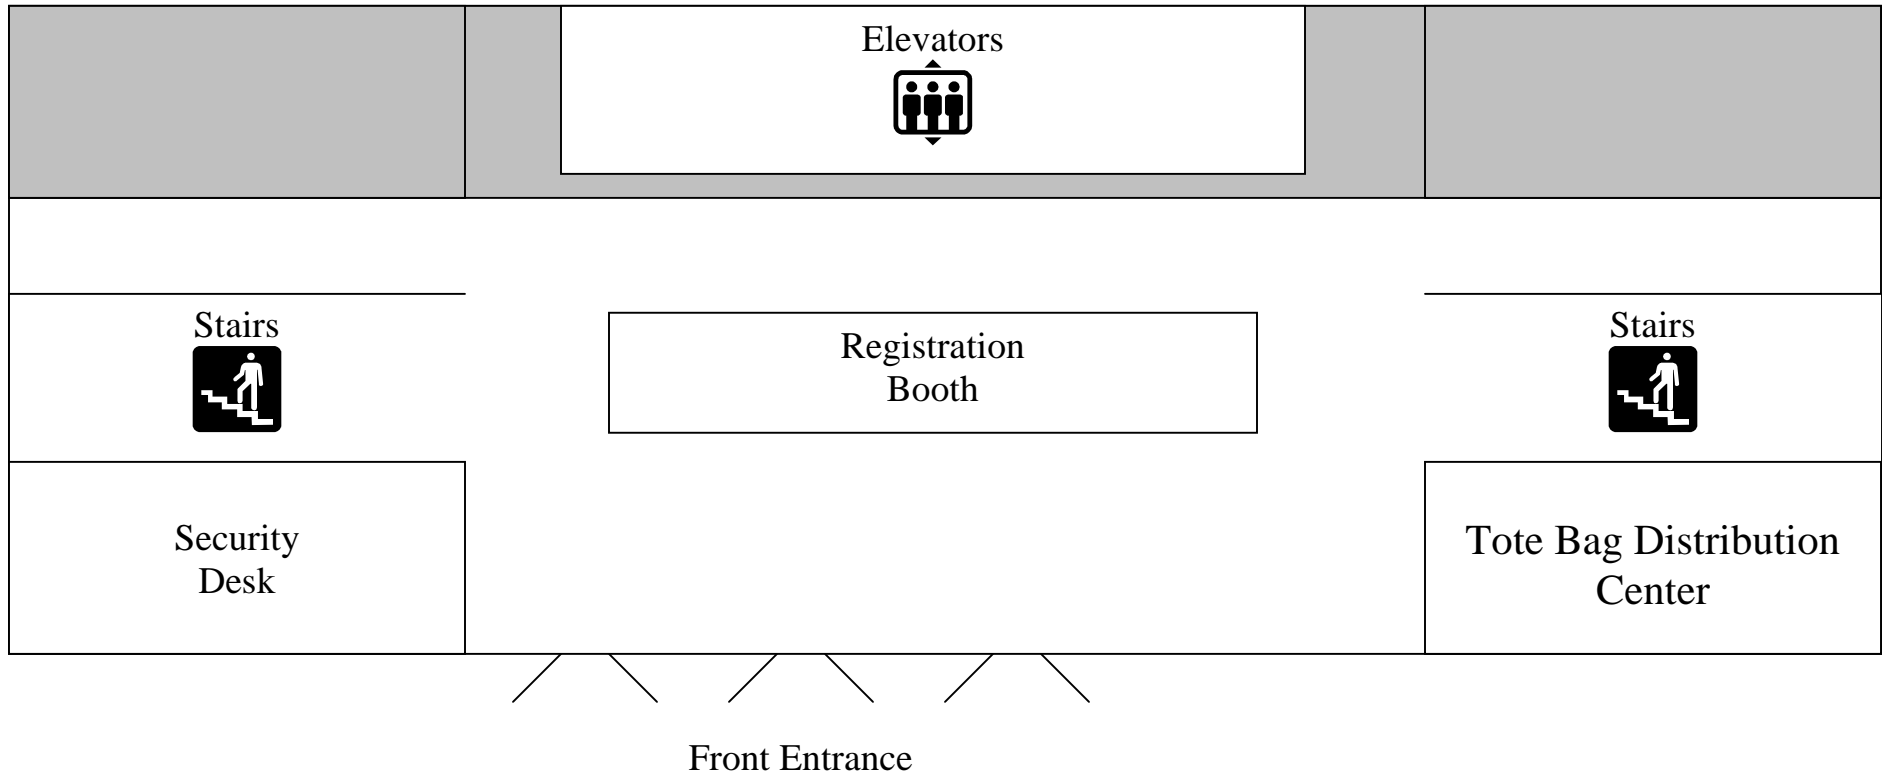 Elevators
Stairs
Registration
Booth
Stairs
Security
Desk
Tote Bag Distribution
Center
Front Entrance